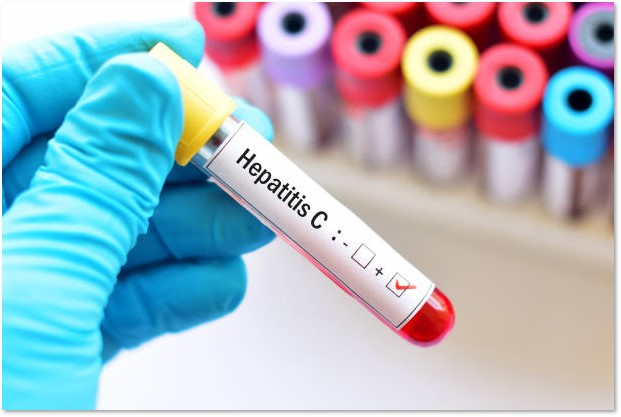 Hepatitis C : - ☐ + ☑